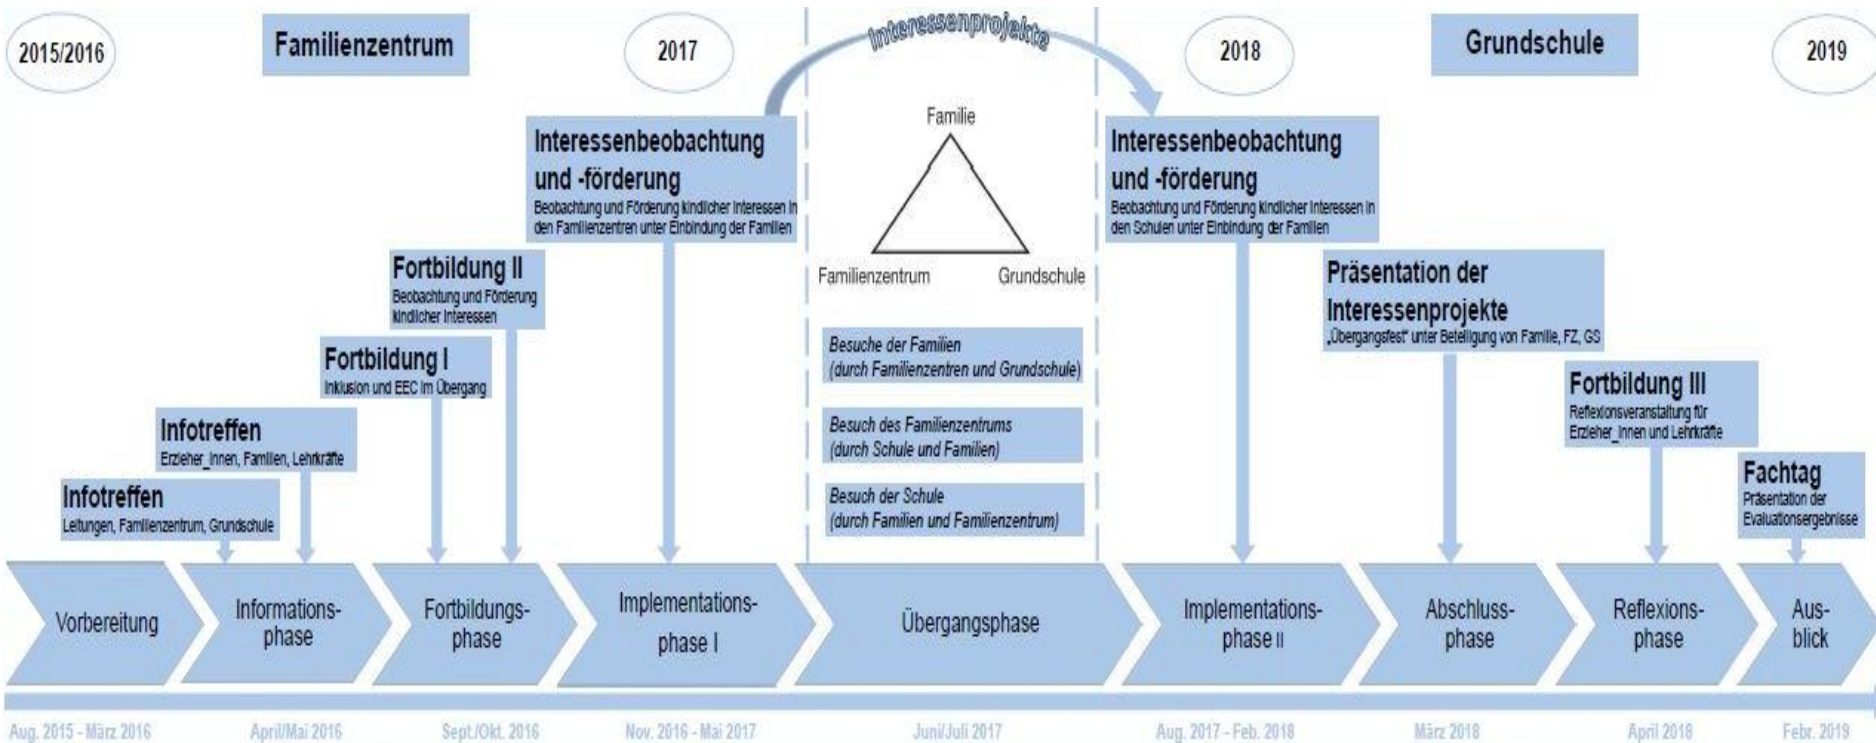 2015/2016
Familienzentrum
2017
Interessenprojekte
2018
Grundschule
2019
Infotreffen
Leitungen, Familienzentrum, Grundschule
Infotreffen
Erzieher_innen, Familien, Lehrkräfte
Fortbildung I
Inklusion und EEC im Übergang
Fortbildung II
Beobachtung und Förderung
kindlicher Interessen
Interessenbeobachtung
und -förderung
Beobachtung und Förderung kindlicher Interessen in
den Familienzentren unter Einbindung der Familien
Familie
Familienzentrum
Grundschule
Besuche der Familien
(durch Familienzentren und Grundschule)
Besuch des Familienzentrums
(durch Schule und Familien)
Besuch der Schule
(durch Familien und Familienzentrum)
Interessenbeobachtung
und -förderung
Beobachtung und Förderung kindlicher Interessen in
den Schulen unter Einbindung der Familien
Präsentation der
Interessenprojekte
„Übergangsfest“ unter Beteiligung von Familie, FZ, GS
Fortbildung III
Reflexionsveranstaltung für
Erzieher_innen und Lehrkräfte
Fachtag
Präsentation der
Evaluationsergebnisse
Vorbereitung
Informations-
phase
Fortbildungs-
phase
Implementations-
phase I
Übergangsphase
Implementations-
phase II
Abschluss-
phase
Reflexions-
phase
Aus-
blick
Aug. 2015 - März 2016
April/Mai 2016
Sept./Okt. 2016
Nov. 2016 - Mai 2017
Juni/Juli 2017
Aug. 2017 - Feb. 2018
März 2018
April 2018
Febr. 2019